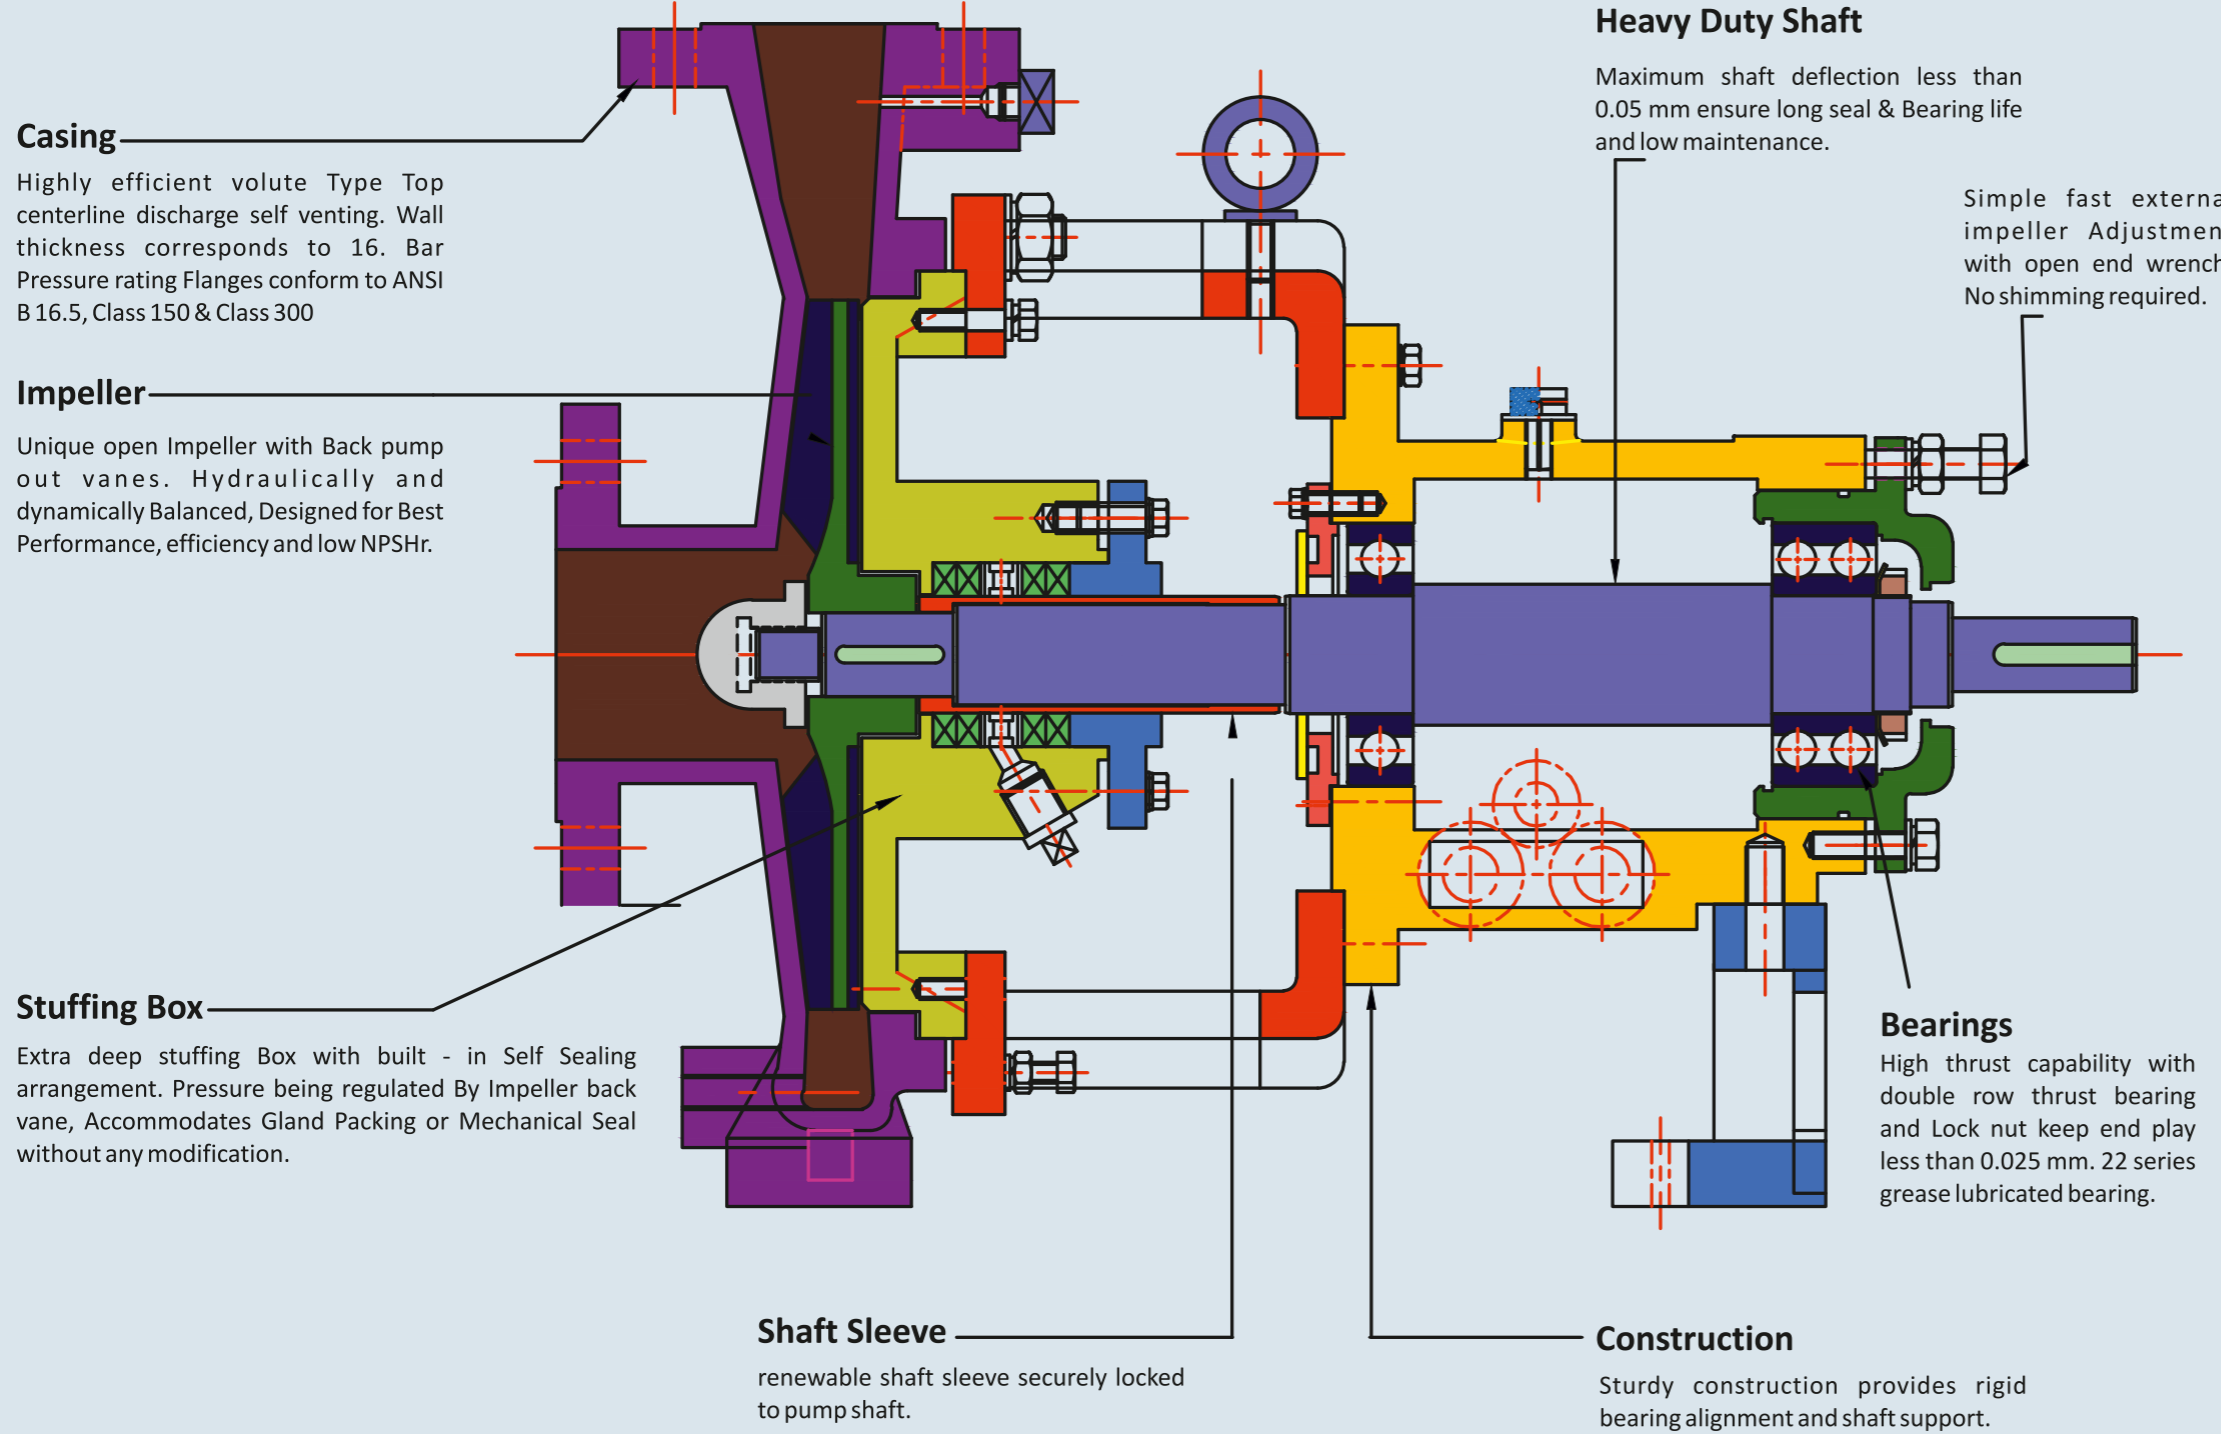 Heavy Duty Shaft
Maximum shaft deflection less than
0.05 mm ensure long seal & Bearing life
and low maintenance.
Casing
Highly efficient volute Type Top
centerline discharge self venting. Wall
thickness corresponds to 16. Bar
Pressure rating Flanges conform to ANSI
B 16.5, Class 150 & Class 300
Simple fast externa
impeller Adjustmen
with open end wrench
No shimming required.
Impeller
Unique open Impeller with Back pump
out vanes. Hydraulically and
dynamically Balanced, Designed for Best
Performance, efficiency and low NPSHr.
Stuffing Box
Extra deep stuffing Box with built - in Self Sealing
arrangement. Pressure being regulated By Impeller back
vane, Accommodates Gland Packing or Mechanical Seal
without any modification.
Bearings
High thrust capability with
double row thrust bearing
and Lock nut keep end play
less than 0.025 mm. 22 series
grease lubricated bearing.
Shaft Sleeve
renewable shaft sleeve securely locked
to pump shaft.
Construction
Sturdy construction provides rigid
bearing alignment and shaft support.